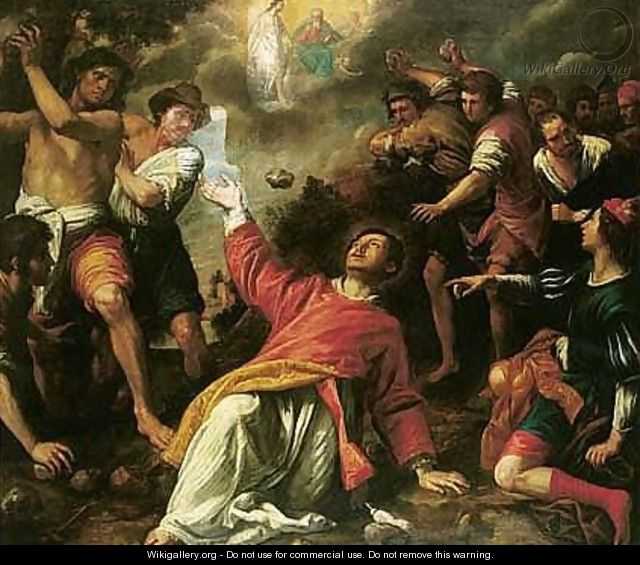 WikiGallery.Org
Wikigallery.org - Do not use for commercial use. Do not remove this warning.